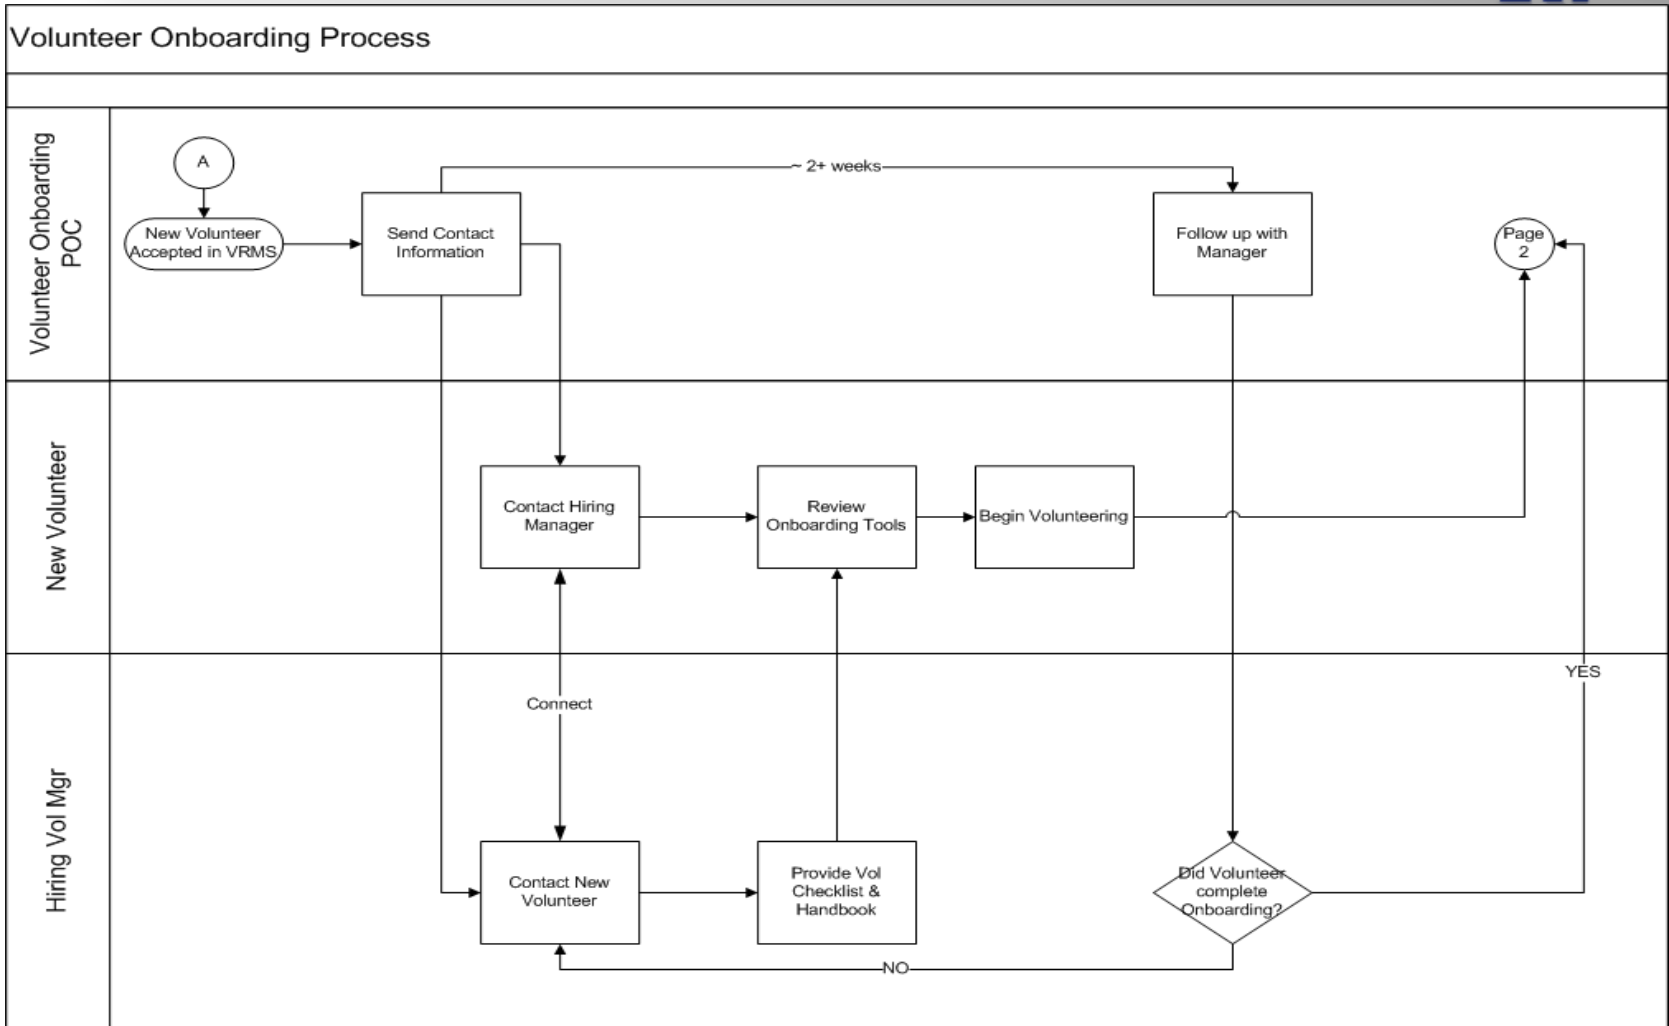 Volunteer Onboarding Process
Volunteer Onboarding
POC
A
New Volunteer
Accepted in VRMS
Send Contact
Information
~ 2+ weeks
Follow up with
Manager
Page
2
New Volunteer
Contact Hiring
Manager
Review
Onboarding Tools
Begin Volunteering
Hiring Vol Mgr
Connect
YES
Contact New
Volunteer
Provide Vol
Checklist &
Handbook
Did Volunteer
complete
Onboarding?
NO